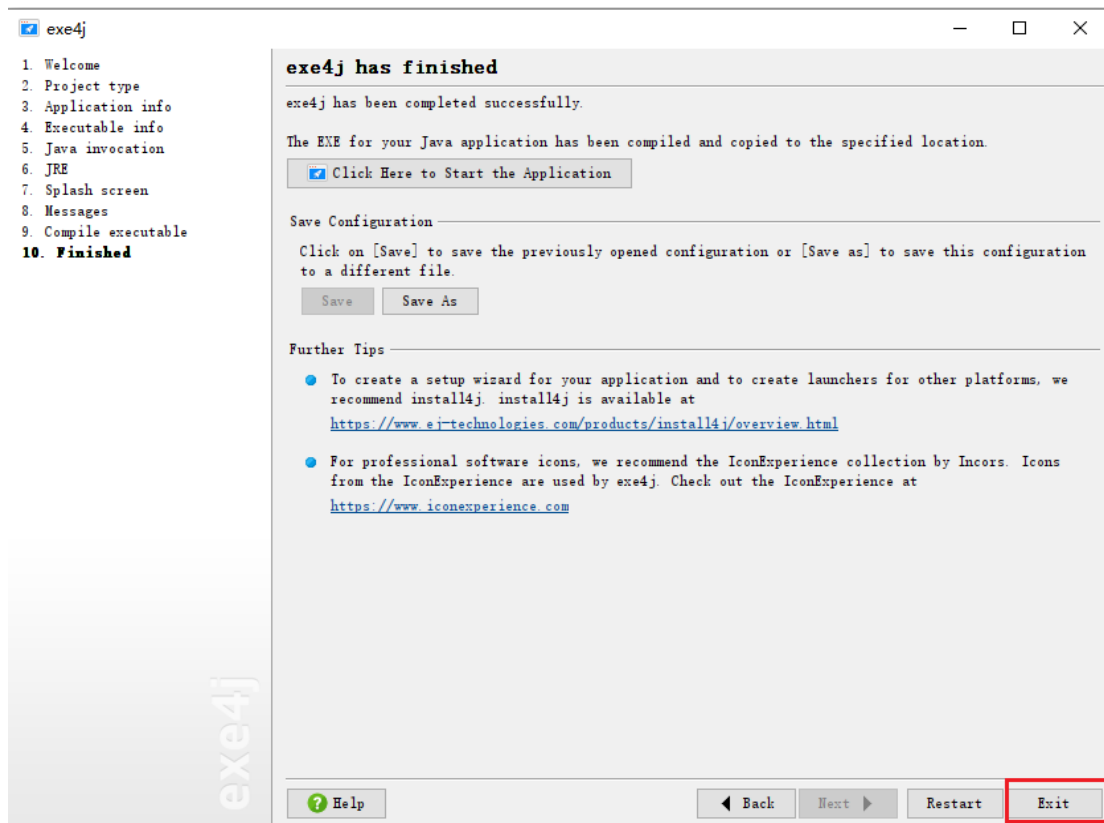 exe4j
1. Welcome
2. Project type
3. Application info
4. Executable info
5. Java invocation
6. JRE
7. Splash screen
8. Messages
9. Compile executable
10. Finished
exe4j
exe4j has finished
exe4j has been completed successfully.
The EXE for your Java application has been compiled and copied to the specified location.
Click Here to Start the Application
Save Configuration
Click on [Save] to save the previously opened configuration or [Save as] to save this configuration
to a different file.
Save Save As
Further Tips
To create a setup wizard for your application and to create launchers for other platforms, we
recommend install4j. install4j is available at
https://www.ej-technologies.com/products/install4j/overview.html
For professional software icons, we recommend the IconExperience collection by Incors. Icons
from the IconExperience are used by exe4j. Check out the IconExperience at
https://www.iconexperience.com
Help Back Next Restart Exit